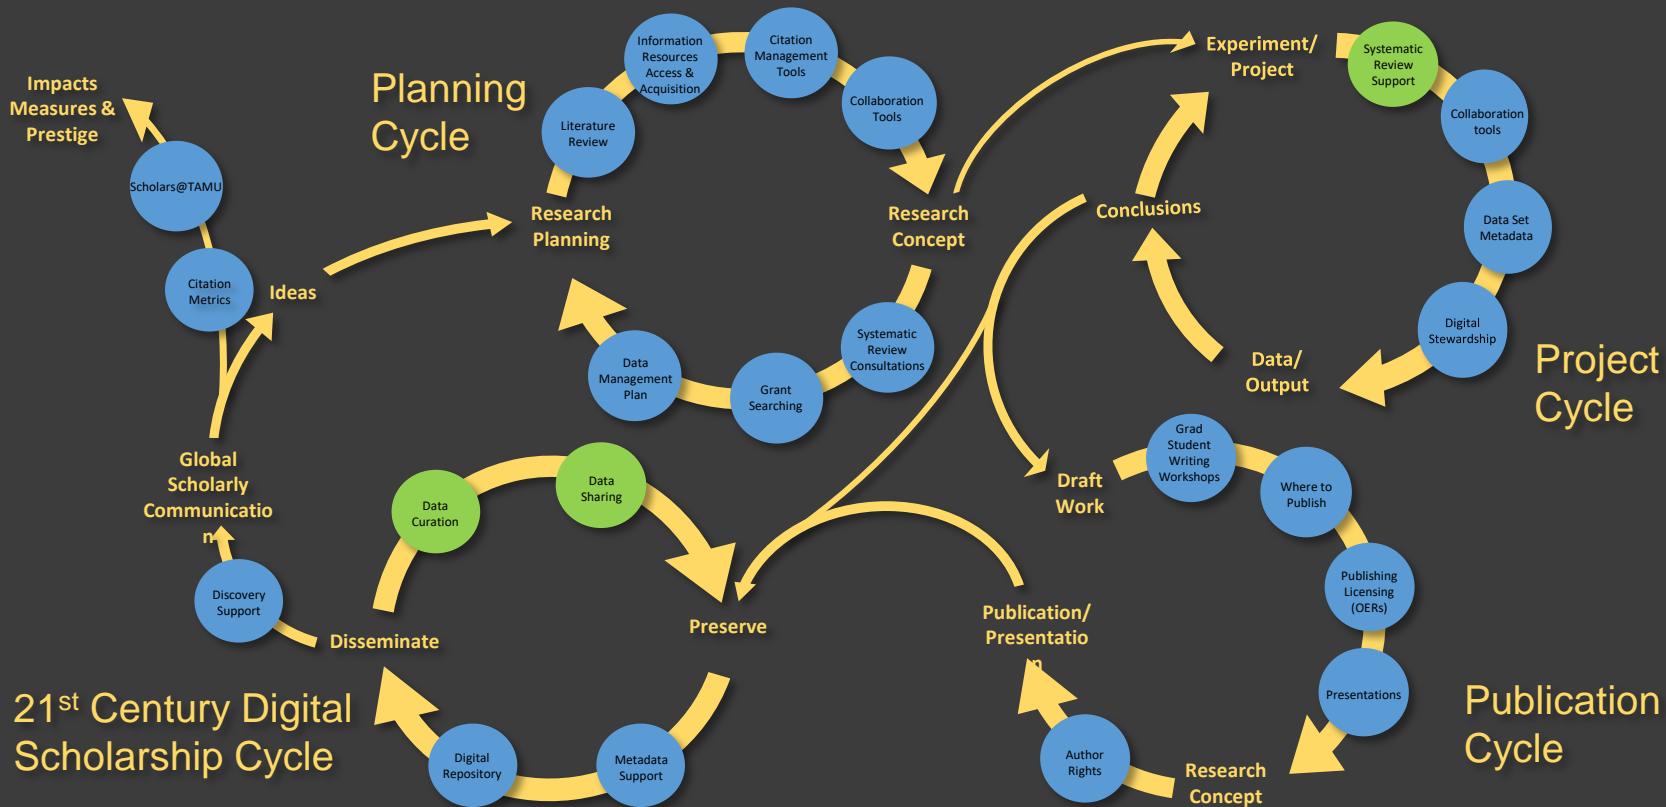 Impacts
Measures &
Prestige
Scholars@TAMU
Citation
Metrics
Ideas
Global
Scholarly
Communicatio
n
Discovery
Support
Planning
Cycle
Research
Planning
Literature
Review
Information
Resources
Access &
Acquisition
Citation
Management
Tools
Collaboration
Tools
Research
Concept
Systematic
Review
Consultations
Grant
Searching
Data
Management
Plan
Experiment/
Project
Systematic
Review
Support
Collaboration
tools
Data Set
Metadata
Digital
Stewardship
Data/
Output
Conclusions
Project
Cycle
Draft
Work
Grad
Student
Writing
Workshops
Where to
Publish
Publishing
Licensing
(OERs)
Presentations
Research
Concept
Author
Rights
Publication/
Presentatio
n
Publication
Cycle
Preserve
Metadata
Support
Digital
Repository
Disseminate
Data
Curation
Data
Sharing
21st Century Digital
Scholarship Cycle